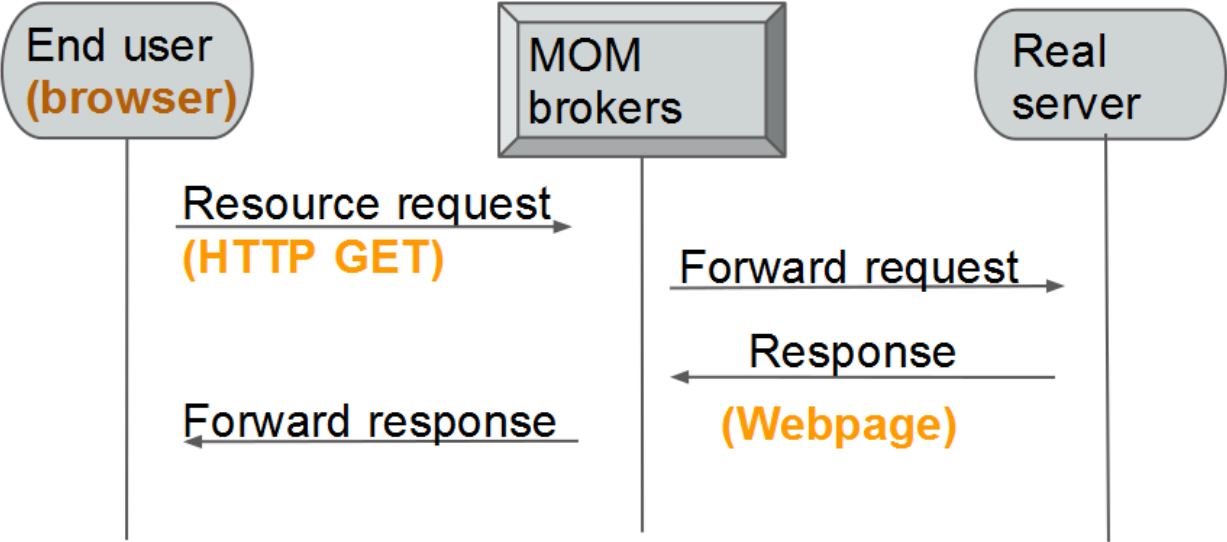 End user
(browser)
MOM
brokers
Real
server
Resource request
(HTTP GET)
Forward request
Response
(Webpage)
Forward response